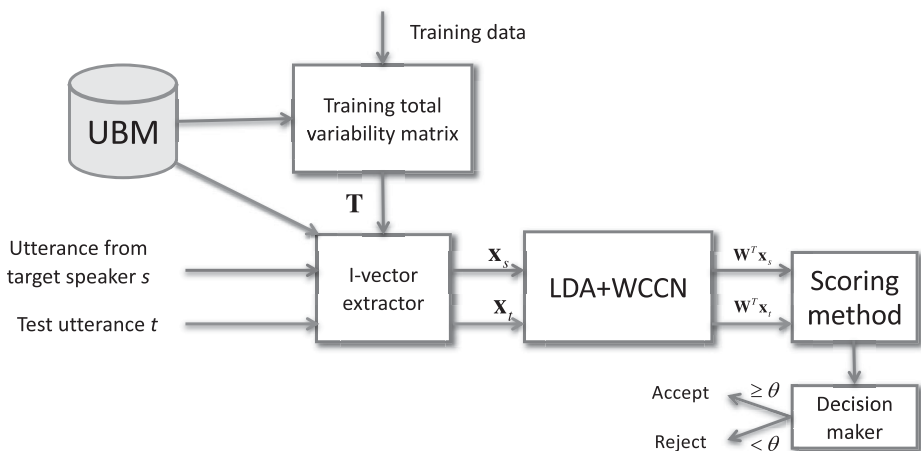 Training data
Training total
variability matrix
UBM
T
Utterance from
target speaker s
Test utterance t
I-vector
extractor
x_s
x_t
LDA+WCCN
W^T x_s
W^T x_t
Scoring
method
Accept
≥ θ
Reject
< θ
Decision
maker